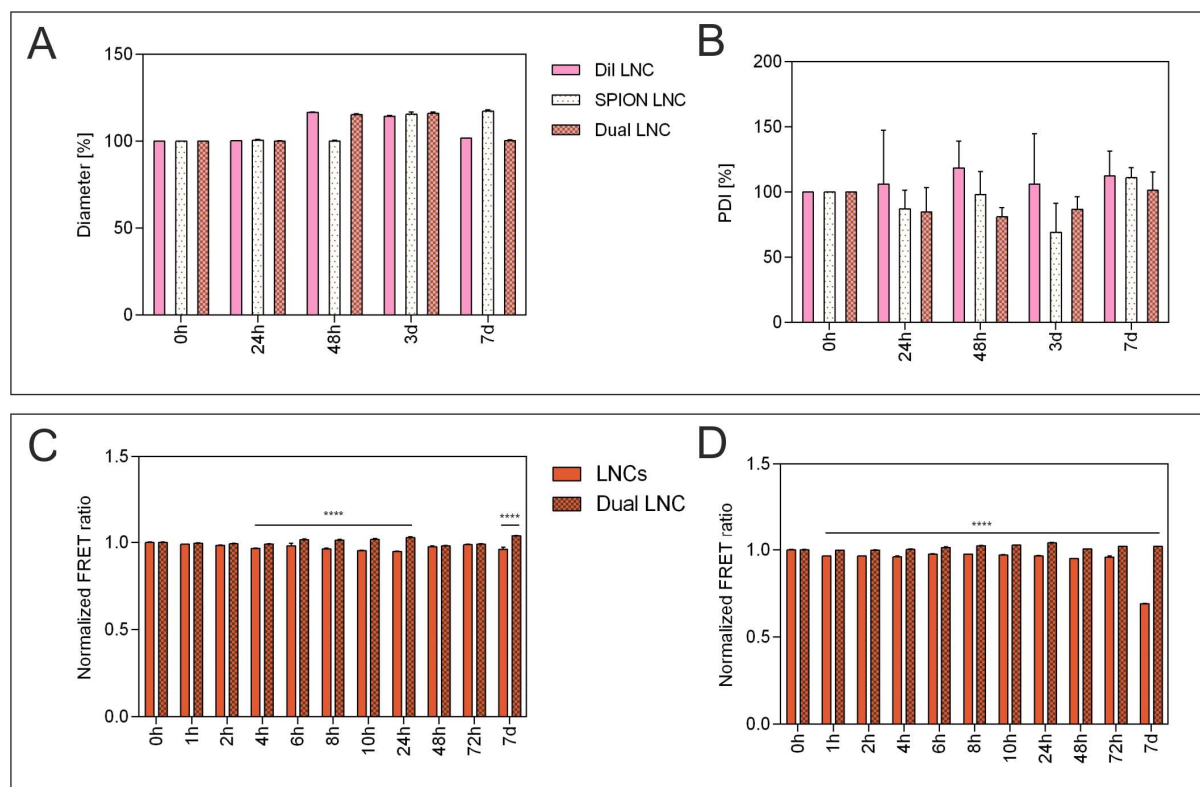 A
Diameter [%]
150
100
50
0
0h
24h
48h
3d
7d
Dil LNC
SPION LNC
Dual LNC
B
PDI [%]
200
150
100
50
0
0h
24h
48h
3d
7d
C
Normalized FRET ratio
1.5
1.0
0.5
0.0
****
****
0h
1h
2h
4h
6h
8h
10h
24h
48h
72h
7d
LNCs
Dual LNC
D
Normalized FRET ratio
1.5
1.0
0.5
0.0
****
0h
1h
2h
4h
6h
8h
10h
24h
48h
72h
7d